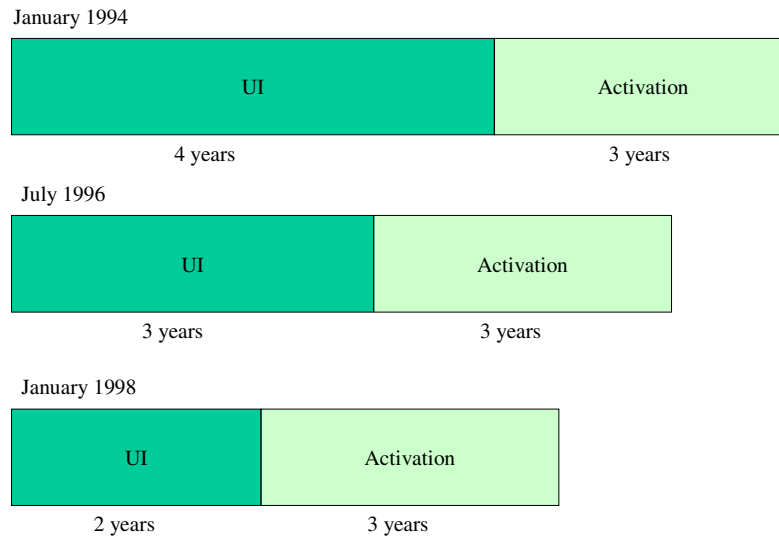 January 1994
UI Activation
4 years 3 years
July 1996
UI Activation
3 years 3 years
January 1998
UI Activation
2 years 3 years